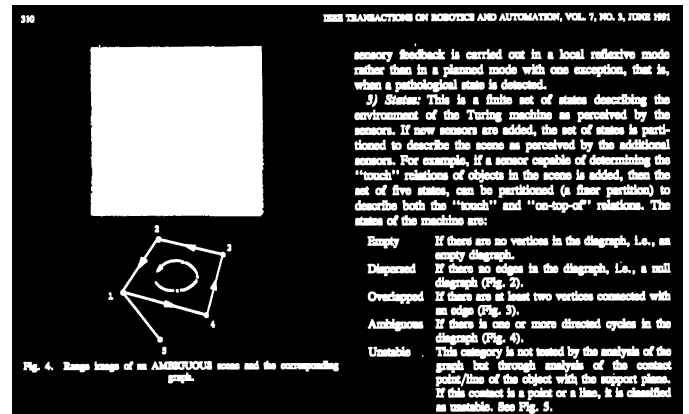 310
IEEE TRANSACTIONS ON ROBOTICS AND AUTOMATION, VOL. 7, NO. 3, JUNE 1991
2
3
1
4
5
Fig. 4. Range image of an AMBIGUOUS scene and the corresponding
graph.
sensory feedback is carried out in a local reflexive mode
rather than in a planned mode with one exception, that is,
when a pathological state is detected.
3) States: This is a finite set of states describing the
environment of the Turing machine as perceived by the
sensors. If new sensors are added, the set of states is parti-
tioned to describe the scene as perceived by the additional
sensors. For example, if a sensor capable of determining the
"touch" relations of objects in the scene is added, then the
set of five states, can be partitioned (a finer partition) to
describe both the "touch" and "on-top-of" relations. The
states of the machine are:
Empty If there are no vertices in the diagraph, i.e., an
empty diagraph.
Dispersed If there no edges in the diagraph, i.e., a null
diagraph (Fig. 2).
Overlapped If there are at least two vertices connected with
an edge (Fig. 3).
Ambiguous If there is one or more directed cycles in the
diagraph (Fig. 4).
Unstable This category is not tested by the analysis of the
graph but through analysis of the contact
point/line of the object with the support plane.
If this contact is a point or a line, it is classified
as unstable. See Fig. 5.